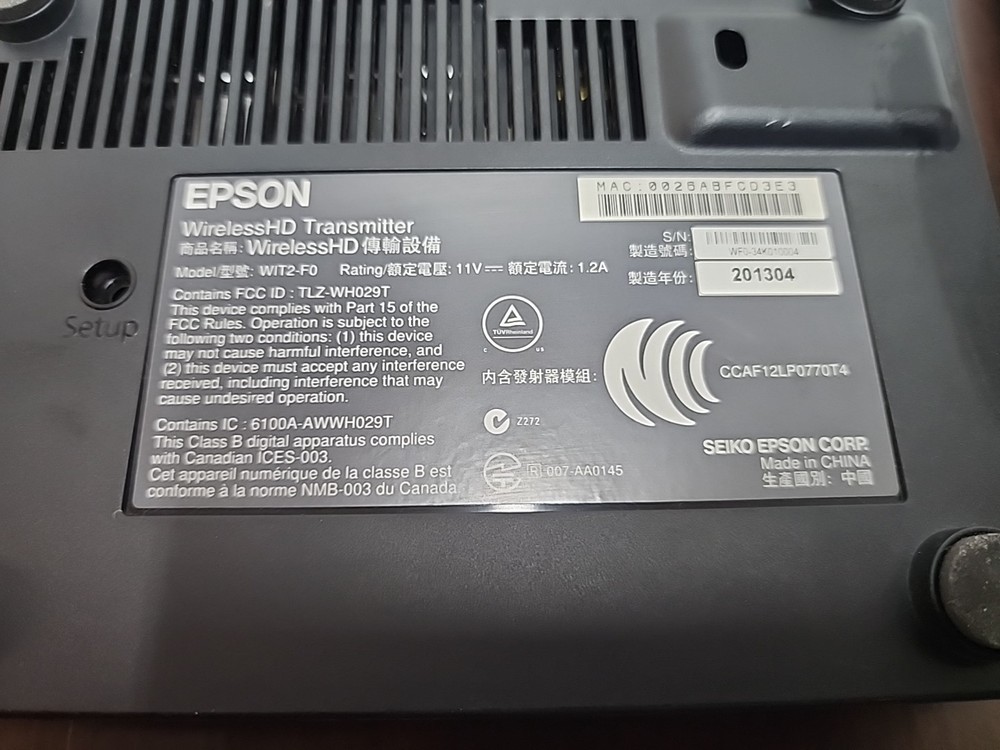 EPSON
WirelessHD Transmitter
商品名稱: WirelessHD 傳輸設備
Model/型號: WIT2-F0 Rating/額定電壓: 11V⎓ 額定電流: 1.2A
Contains FCC ID : TLZ-WH029T
This device complies with Part 15 of the
FCC Rules. Operation is subject to the
following two conditions: (1) this device
may not cause harmful interference, and
(2) this device must accept any interference
received, including interference that may
cause undesired operation.
Contains IC : 6100A-AWWH029T
This Class B digital apparatus complies
with Canadian ICES-003.
Cet appareil numérique de la classe B est
conforme à la norme NMB-003 du Canada.
MAC:0026ABFCD3E3
S/N:
製造號碼:
WF0-34K010004
製造年份: 201304
TÜVRheinland
C US
內含發射器模組:
CCAF12LP0770T4
Z272
R 007-AA0145
SEIKO EPSON CORP.
Made in CHINA
生產國別: 中國
Setup